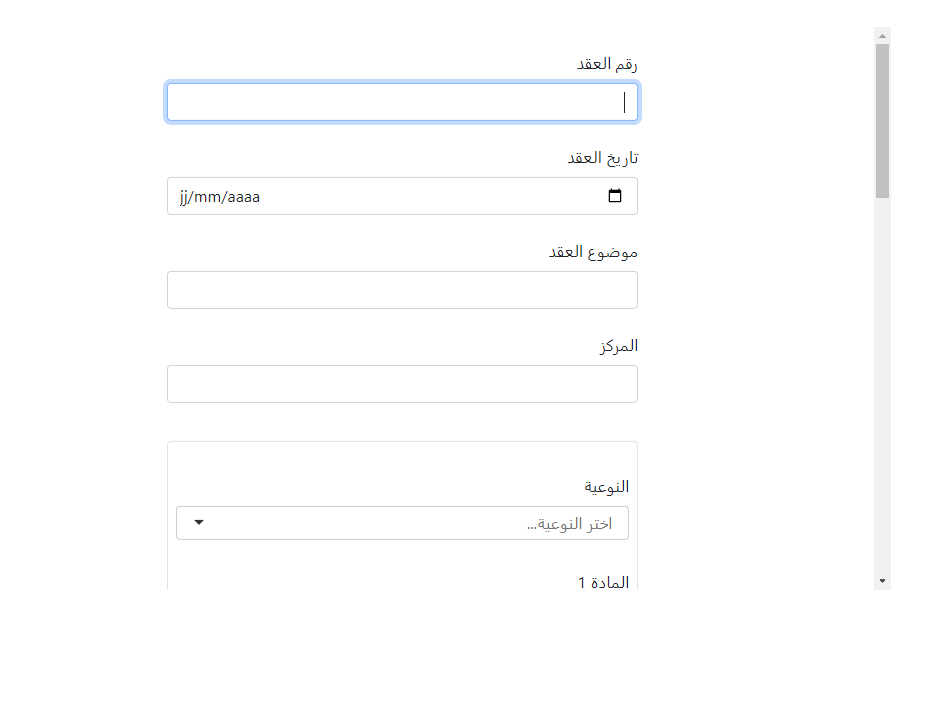 رقم العقد
تاريخ العقد
jj/mm/aaaa
موضوع العقد
المركز
النوعية
اختر النوعية...
المادة 1